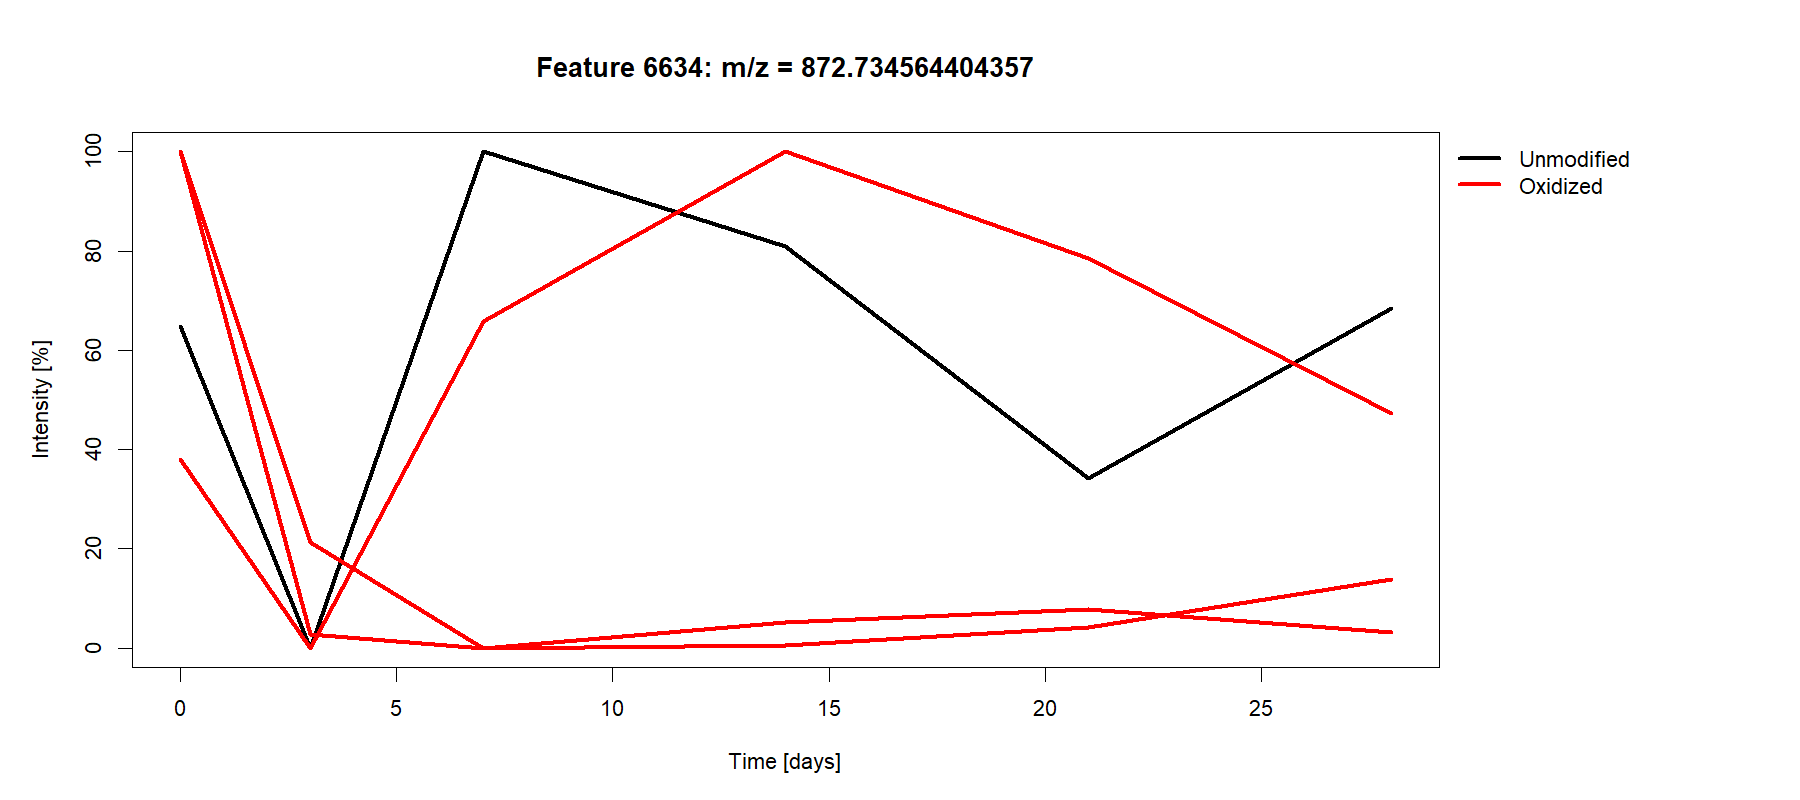 Feature 6634: m/z = 872.734564404357
Unmodified
Oxidized
Intensity [%]
100
80
60
40
20
0
0 5 10 15 20 25
Time [days]